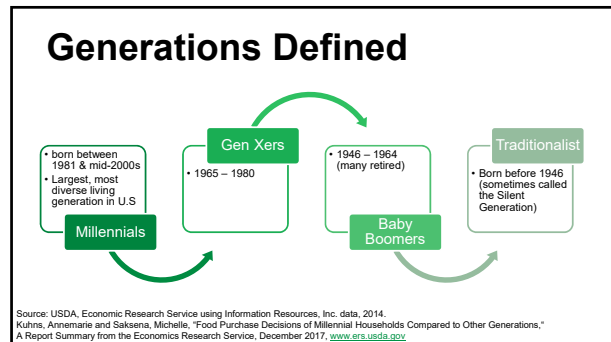 Generations Defined
• born between
1981 & mid-2000s
• Largest, most
diverse living
generation in U.S
Millennials
Gen Xers
• 1965 – 1980
• 1946 – 1964
(many retired)
Baby
Boomers
Traditionalist
• Born before 1946
(sometimes called
the Silent
Generation)
Source: USDA, Economic Research Service using Information Resources, Inc. data, 2014.
Kuhns, Annemarie and Saksena, Michelle, "Food Purchase Decisions of Millennial Households Compared to Other Generations,"
A Report Summary from the Economics Research Service, December 2017, www.ers.usda.gov